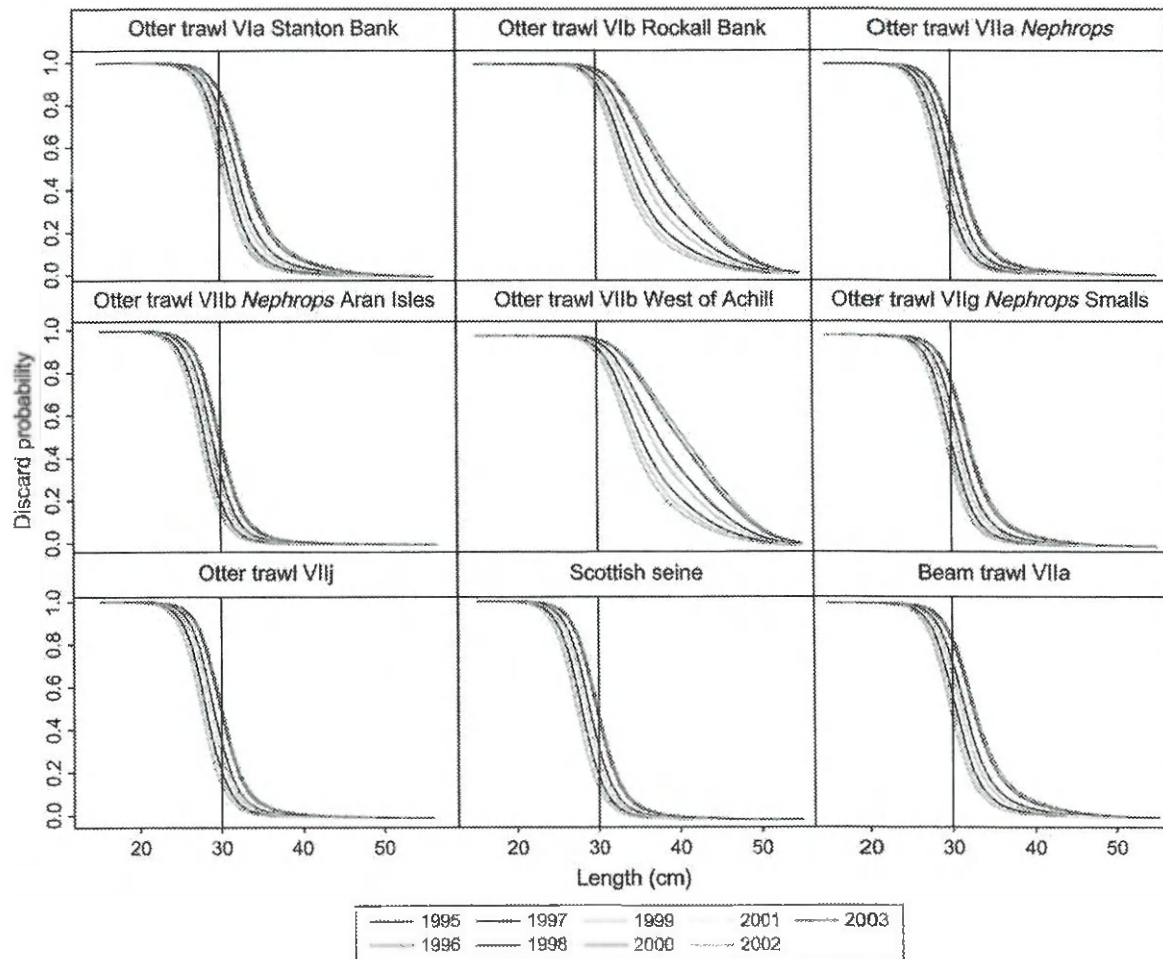 Otter trawl VIa Stanton Bank
Otter trawl VIb Rockall Bank
Otter trawl VIIa Nephrops
1.0
0.8
0.6
0.4
0.2
0.0
Otter trawl VIIb Nephrops Aran Isles
Otter trawl VIIb West of Achill
Otter trawl VIIg Nephrops Smalls
Discard probability
1.0
0.8
0.6
0.4
0.2
0.0
Otter trawl VIIj
Scottish seine
Beam trawl VIIa
1.0
0.8
0.6
0.4
0.2
0.0
20 30 40 50 20 30 40 50 20 30 40 50
Length (cm)
1995 1997 1999 2001 2003
1996 1998 2000 2002